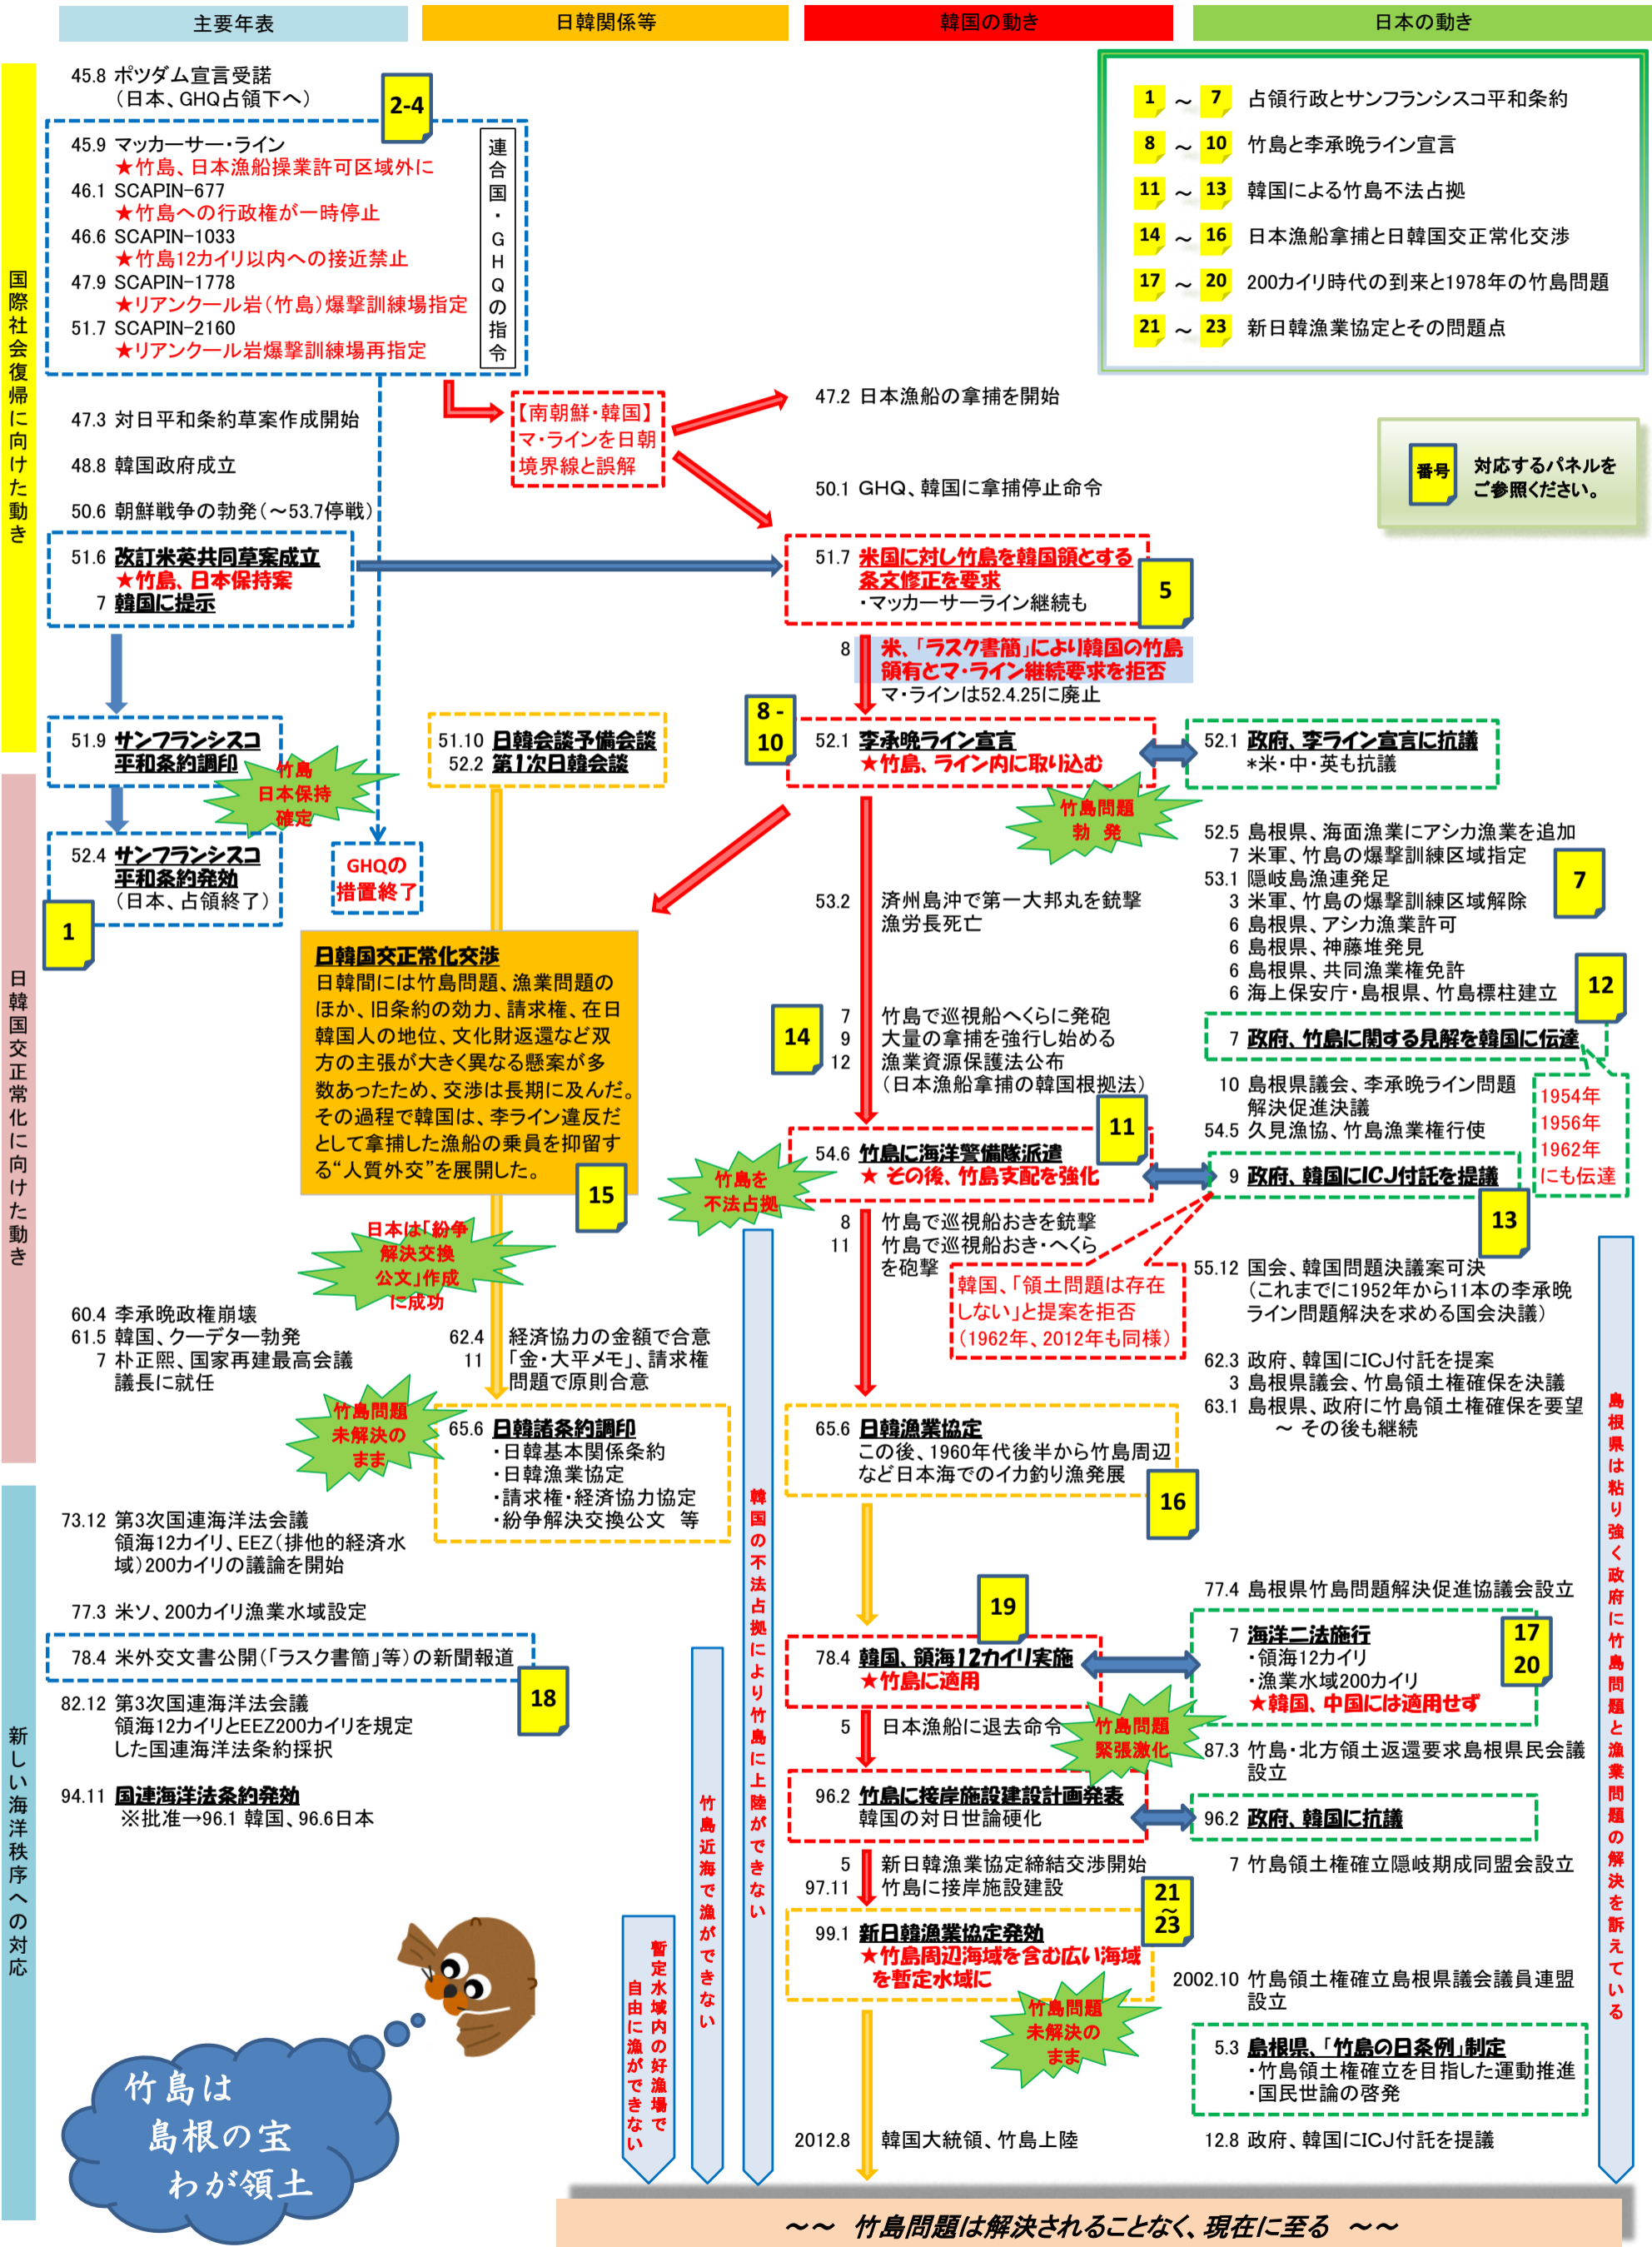 主要年表
日韓関係等
韓国の動き
日本の動き
国際社会復帰に向けた動き
日韓国交正常化に向けた動き
新しい海洋秩序への対応
1 ～ 7 占領行政とサンフランシスコ平和条約
8 ～ 10 竹島と李承晩ライン宣言
11 ～ 13 韓国による竹島不法占拠
14 ～ 16 日本漁船拿捕と日韓国交正常化交渉
17 ～ 20 200カイリ時代の到来と1978年の竹島問題
21 ～ 23 新日韓漁業協定とその問題点
番号
対応するパネルを
ご参照ください。
45.8 ポツダム宣言受諾
（日本、GHQ占領下へ）
2-4
45.9 マッカーサー・ライン
★竹島、日本漁船操業許可区域外に
46.1 SCAPIN-677
★竹島への行政権が一時停止
46.6 SCAPIN-1033
★竹島12カイリ以内への接近禁止
47.9 SCAPIN-1778
★リアンクール岩（竹島）爆撃訓練場指定
51.7 SCAPIN-2160
★リアンクール岩爆撃訓練場再指定
連合国・GHQの指令
47.3 対日平和条約草案作成開始
48.8 韓国政府成立
50.6 朝鮮戦争の勃発（～53.7停戦）
51.6 改訂米英共同草案成立
★竹島、日本保持案
7 韓国に提示
51.9 サンフランシスコ
平和条約調印
竹島
日本保持
確定
52.4 サンフランシスコ
平和条約発効
（日本、占領終了）
1
GHQの
措置終了
60.4 李承晩政権崩壊
61.5 韓国、クーデター勃発
7 朴正熙、国家再建最高会議
議長に就任
73.12 第3次国連海洋法会議
領海12カイリ、EEZ（排他的経済水
域）200カイリの議論を開始
77.3 米ソ、200カイリ漁業水域設定
78.4 米外交文書公開（「ラスク書簡」等）の新聞報道
18
82.12 第3次国連海洋法会議
領海12カイリとEEZ200カイリを規定
した国連海洋法条約採択
94.11 国連海洋法条約発効
※批准→96.1 韓国、96.6日本
竹島は
島根の宝
わが領土
【南朝鮮・韓国】
マ・ラインを日朝
境界線と誤解
51.10 日韓会談予備会談
52.2 第1次日韓会談
日韓国交正常化交渉
日韓間には竹島問題、漁業問題の
ほか、旧条約の効力、請求権、在日
韓国人の地位、文化財返還など双
方の主張が大きく異なる懸案が多
数あったため、交渉は長期に及んだ。
その過程で韓国は、李ライン違反だ
として拿捕した漁船の乗員を抑留す
る“人質外交”を展開した。
15
日本は「紛争
解決交換
公文」作成
に成功
62.4 経済協力の金額で合意
11 「金・大平メモ」、請求権
問題で原則合意
竹島問題
未解決の
まま
65.6 日韓諸条約調印
・日韓基本関係条約
・日韓漁業協定
・請求権・経済協力協定
・紛争解決交換公文 等
47.2 日本漁船の拿捕を開始
50.1 GHQ、韓国に拿捕停止命令
51.7 米国に対し竹島を韓国領とする
条文修正を要求
・マッカーサーライン継続も
5
8 米、「ラスク書簡」により韓国の竹島
領有とマ・ライン継続要求を拒否
マ・ラインは52.4.25に廃止
8 -
10
52.1 李承晩ライン宣言
★竹島、ライン内に取り込む
竹島問題
勃 発
53.2 済州島沖で第一大邦丸を銃撃
漁労長死亡
14
7 竹島で巡視船へくらに発砲
9 大量の拿捕を強行し始める
12 漁業資源保護法公布
（日本漁船拿捕の韓国根拠法）
11
54.6 竹島に海洋警備隊派遣
★ その後、竹島支配を強化
竹島を
不法占拠
8 竹島で巡視船おきを銃撃
11 竹島で巡視船おき・へくら
を砲撃
韓国、「領土問題は存在
しない」と提案を拒否
（1962年、2012年も同様）
65.6 日韓漁業協定
この後、1960年代後半から竹島周辺
など日本海でのイカ釣り漁発展
16
19
78.4 韓国、領海12カイリ実施
★竹島に適用
5 日本漁船に退去命令
竹島問題
緊張激化
96.2 竹島に接岸施設建設計画発表
韓国の対日世論硬化
5 新日韓漁業協定締結交渉開始
97.11 竹島に接岸施設建設
21
～
23
99.1 新日韓漁業協定発効
★竹島周辺海域を含む広い海域
を暫定水域に
竹島問題
未解決の
まま
2012.8 韓国大統領、竹島上陸
52.1 政府、李ライン宣言に抗議
*米・中・英も抗議
52.5 島根県、海面漁業にアシカ漁業を追加
7 米軍、竹島の爆撃訓練区域指定
53.1 隠岐島漁連発足
3 米軍、竹島の爆撃訓練区域解除
6 島根県、アシカ漁業許可
6 島根県、神藤堆発見
6 島根県、共同漁業権免許
6 海上保安庁・島根県、竹島標柱建立
7
12
7 政府、竹島に関する見解を韓国に伝達
1954年
1956年
1962年
にも伝達
10 島根県議会、李承晩ライン問題
解決促進決議
54.5 久見漁協、竹島漁業権行使
9 政府、韓国にICJ付託を提議
13
55.12 国会、韓国問題決議案可決
（これまでに1952年から11本の李承晩
ライン問題解決を求める国会決議）
62.3 政府、韓国にICJ付託を提案
3 島根県議会、竹島領土権確保を決議
63.1 島根県、政府に竹島領土権確保を要望
～ その後も継続
77.4 島根県竹島問題解決促進協議会設立
7 海洋二法施行
・領海12カイリ
・漁業水域200カイリ
★韓国、中国には適用せず
17
20
87.3 竹島・北方領土返還要求島根県民会議
設立
96.2 政府、韓国に抗議
7 竹島領土権確立隠岐期成同盟会設立
2002.10 竹島領土権確立島根県議会議員連盟
設立
5.3 島根県、「竹島の日条例」制定
・竹島領土権確立を目指した運動推進
・国民世論の啓発
12.8 政府、韓国にICJ付託を提議
暫定水域内の好漁場で
自由に漁ができない
竹島近海で漁ができない
韓国の不法占拠により竹島に上陸ができない
島根県は粘り強く政府に竹島問題と漁業問題の解決を訴えている
～～ 竹島問題は解決されることなく、現在に至る ～～